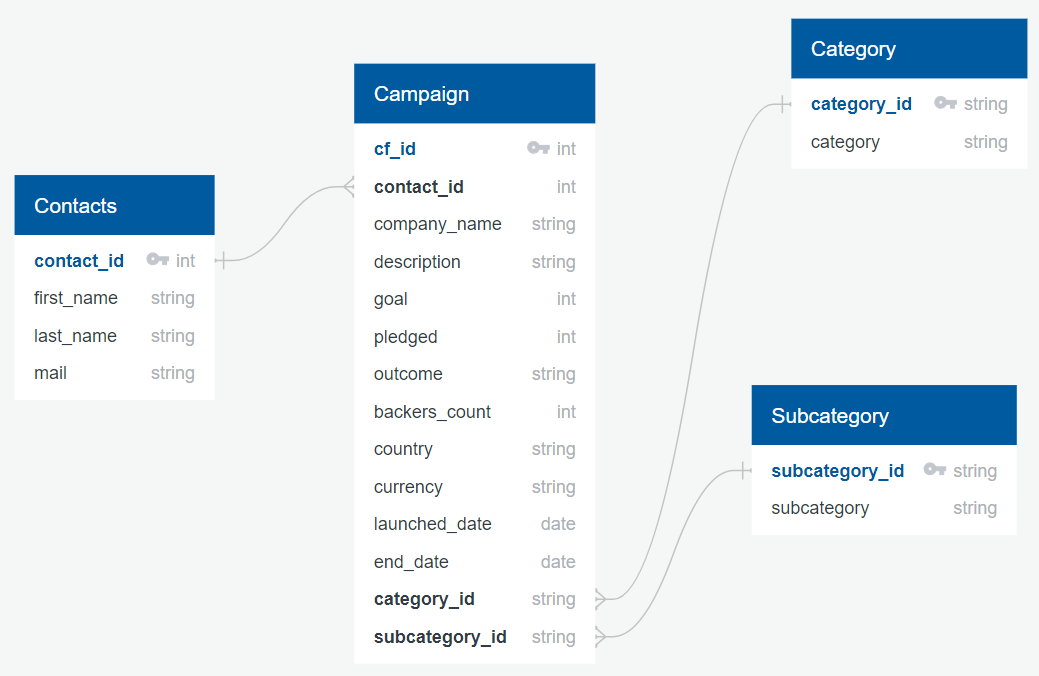 Contacts
contact_id int
first_name string
last_name string
mail string
Campaign
cf_id int
contact_id int
company_name string
description string
goal int
pledged int
outcome string
backers_count int
country string
currency string
launched_date date
end_date date
category_id string
subcategory_id string
Category
category_id string
category string
Subcategory
subcategory_id string
subcategory string